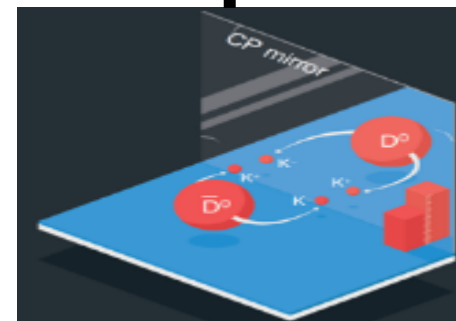 CP mirror
D⁰
K⁻
K⁺
K⁺
K⁻
D̅⁰